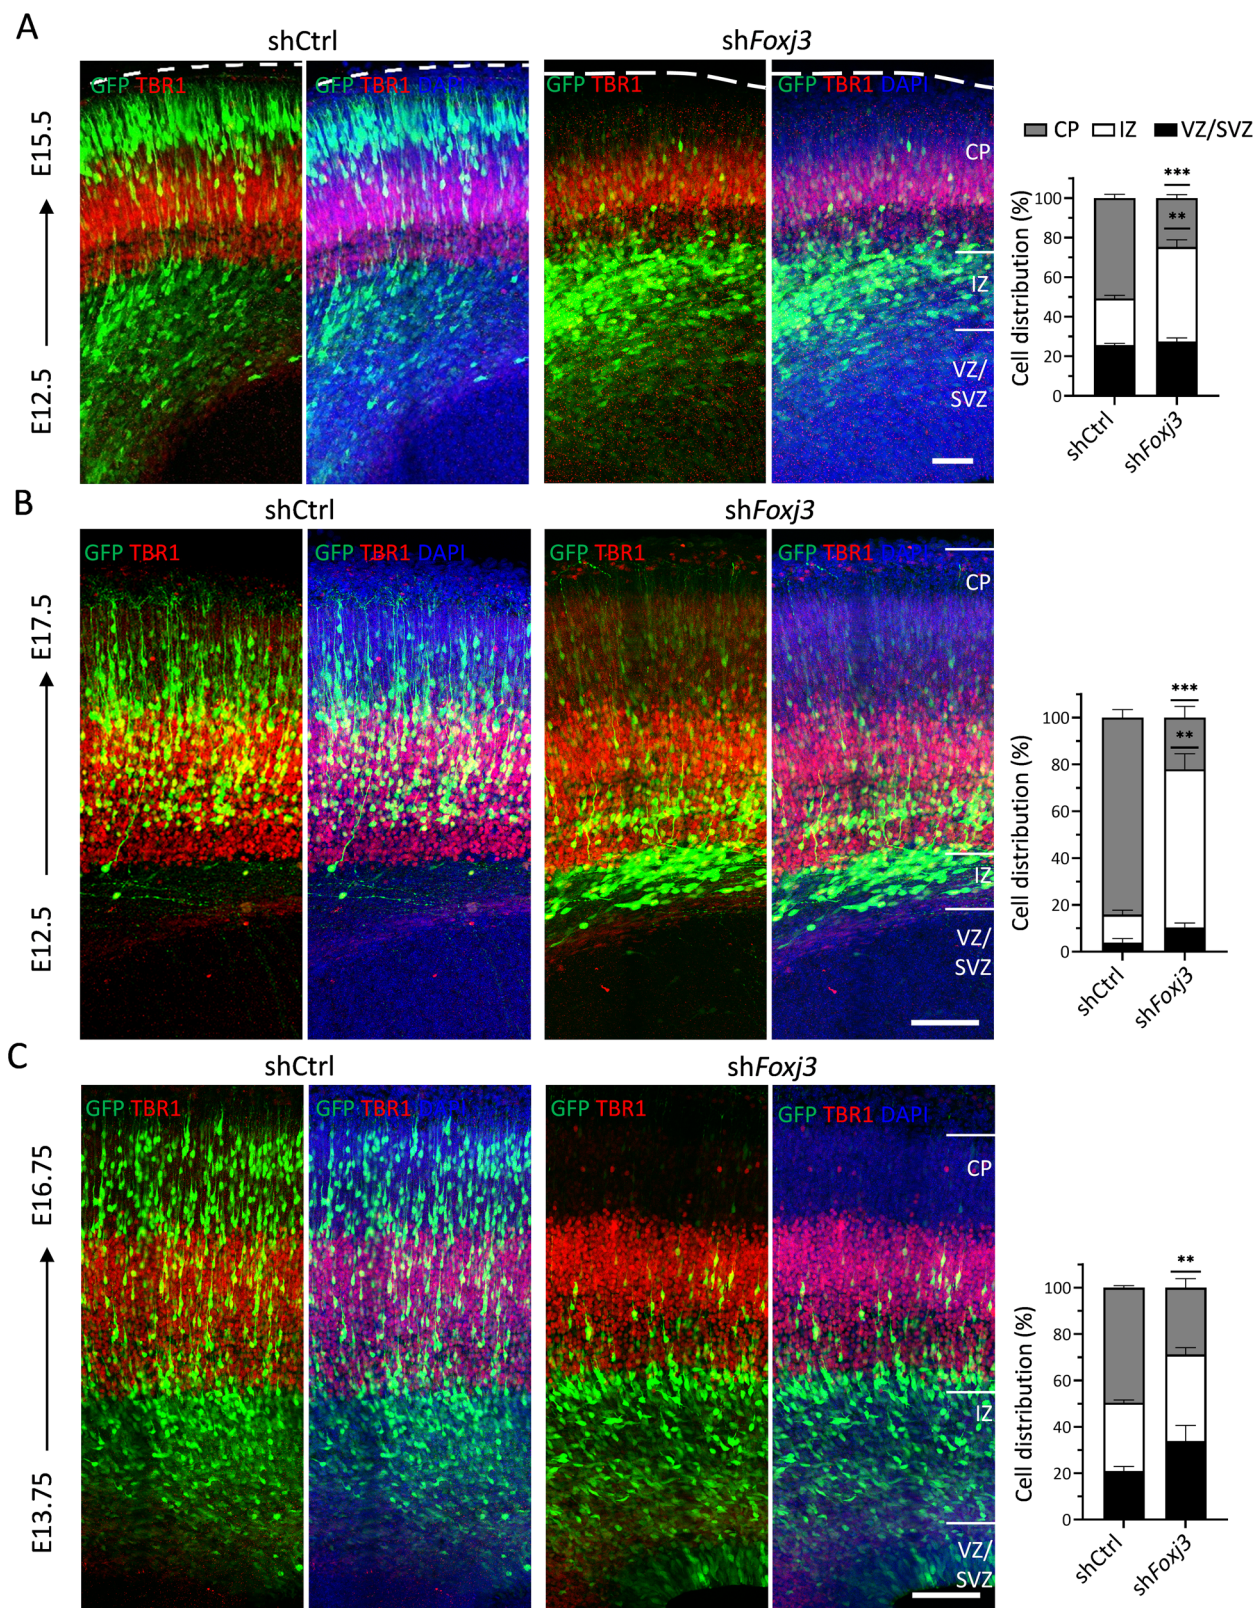 A
shCtrl
shFoxj3
GFP TBR1
GFP TBR1 DAPI
GFP TBR1
GFP TBR1 DAPI
E15.5
E12.5
CP
IZ
VZ/
SVZ
CP IZ VZ/SVZ
***
**
100
80
60
40
20
0
Cell distribution (%)
shCtrl
shFoxj3
B
shCtrl
shFoxj3
GFP TBR1
GFP TBR1 DAPI
GFP TBR1
GFP TBR1 DAPI
E17.5
E12.5
CP
IZ
VZ/
SVZ
***
**
100
80
60
40
20
0
Cell distribution (%)
shCtrl
shFoxj3
C
shCtrl
shFoxj3
GFP TBR1
GFP TBR1 DAPI
GFP TBR1
GFP TBR1 DAPI
E16.75
E13.75
CP
IZ
VZ/
SVZ
**
100
80
60
40
20
0
Cell distribution (%)
shCtrl
shFoxj3